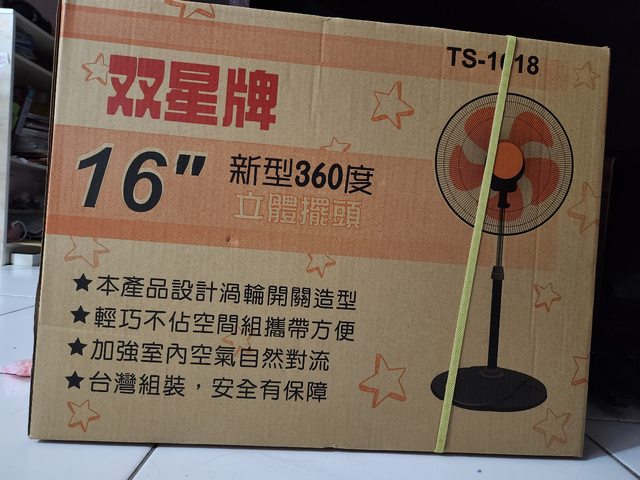 双星牌
TS-1618
16" 新型360度
立體擺頭
★本產品設計渦輪開關造型
★輕巧不佔空間組攜帶方便
★加強室內空氣自然對流
★台灣組裝，安全有保障